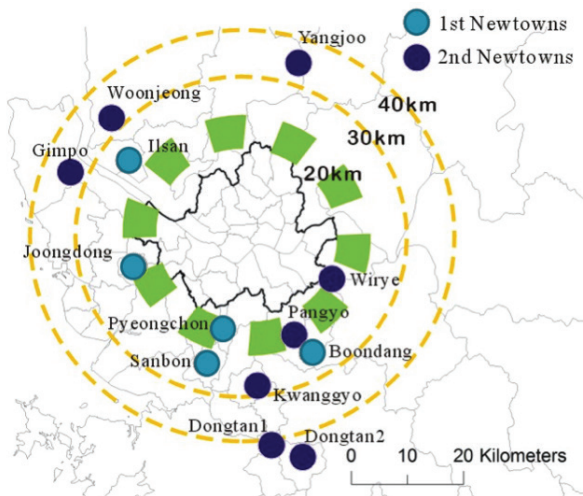 1st Newtowns
2nd Newtowns
Yangjoo
40km
Woonjeong
30km
Ilsan
Gimpo
20km
Joongdong
Wirye
Pangyo
Pyeongchon
Boondang
Sanbon
Kwanggyo
Dongtan1
Dongtan2
0 10 20 Kilometers